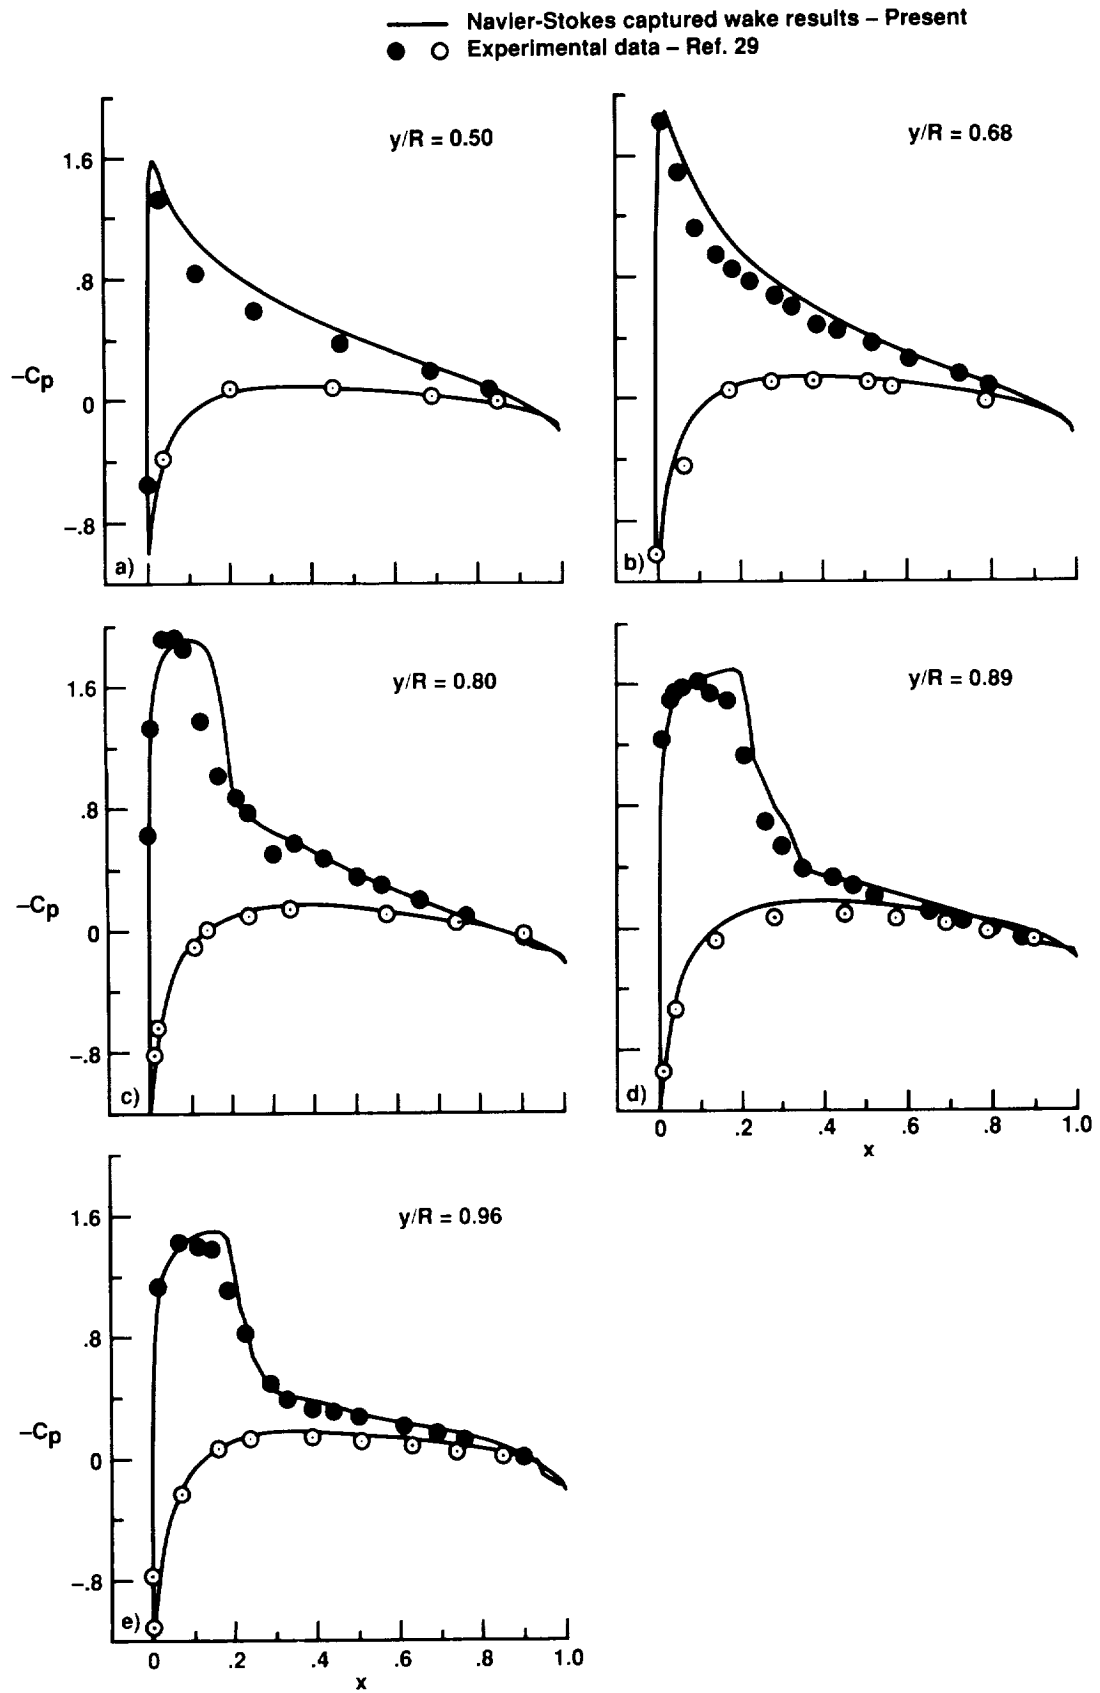 Navier-Stokes captured wake results – Present
Experimental data – Ref. 29
y/R = 0.50
1.6
.8
–Cp
0
–.8
a)
y/R = 0.68
b)
y/R = 0.80
1.6
.8
–Cp
0
–.8
c)
y/R = 0.89
d)
0 .2 .4 .6 .8 1.0
x
y/R = 0.96
1.6
.8
–Cp
0
–.8
e)
0 .2 .4 .6 .8 1.0
x